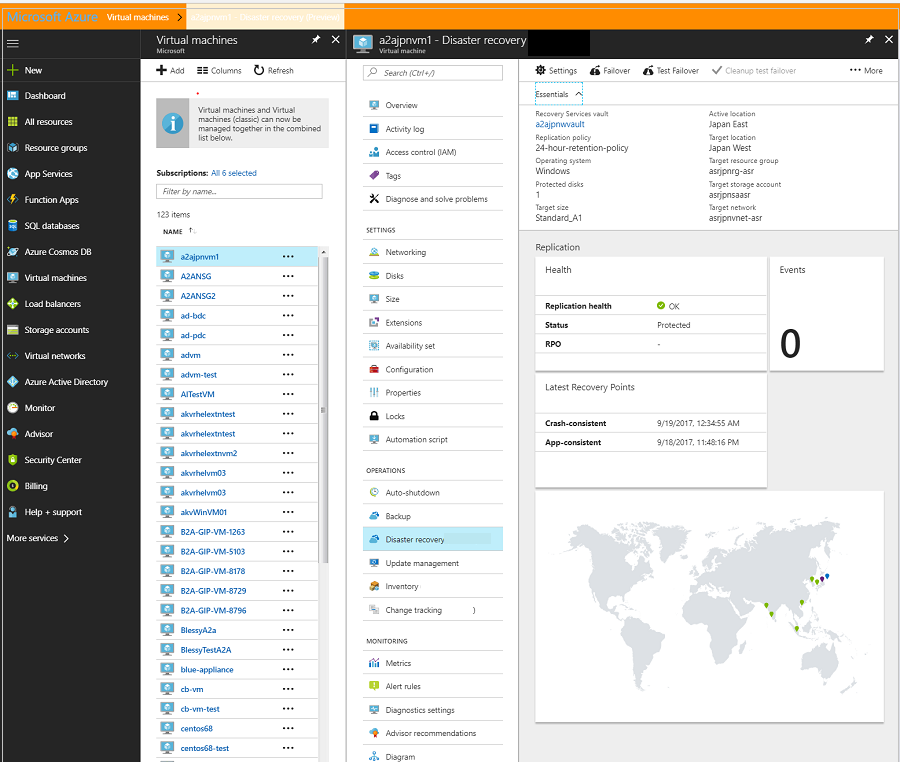 Microsoft Azure Virtual machines > a2ajpnvm1 - Disaster recovery (Preview)
New
Dashboard
All resources
Resource groups
App Services
Function Apps
SQL databases
Azure Cosmos DB
Virtual machines
Load balancers
Storage accounts
Virtual networks
Azure Active Directory
Monitor
Advisor
Security Center
Billing
Help + support
More services >
Virtual machines
Microsoft
Add Columns Refresh
Virtual machines and Virtual
machines (classic) can now be
managed together in the combined
list below.
Subscriptions: All 6 selected
Filter by name...
123 items
NAME
a2ajpnvm1
A2ANSG
A2ANSG2
ad-bdc
ad-pdc
advm
advm-test
AITestVM
akvrhelextntest
akvrhelextntest
akvrhelextnvm2
akvrhelvm03
akvrhelvm03
akvWinVM01
B2A-GIP-VM-1263
B2A-GIP-VM-5103
B2A-GIP-VM-8178
B2A-GIP-VM-8729
B2A-GIP-VM-8796
BlessyA2a
BlessyTestA2A
blue-appliance
cb-vm
cb-vm-test
centos68
centos68-test
a2ajpnvm1 - Disaster recovery
Virtual machine
Search (Ctrl+/)
Overview
Activity log
Access control (IAM)
Tags
Diagnose and solve problems
SETTINGS
Networking
Disks
Size
Extensions
Availability set
Configuration
Properties
Locks
Automation script
OPERATIONS
Auto-shutdown
Backup
Disaster recovery
Update management
Inventory
Change tracking )
MONITORING
Metrics
Alert rules
Diagnostics settings
Advisor recommendations
Diagram
Settings Failover Test Failover Cleanup test failover ••• More
Essentials
Recovery Services vault
a2ajpnwvault
Replication policy
24-hour-retention-policy
Operating system
Windows
Protected disks
1
Target size
Standard_A1
Active location
Japan East
Target location
Japan West
Target resource group
asrjpnrg-asr
Target storage account
asrjpnsaasr
Target network
asrjpnvnet-asr
Replication
Health
Replication health OK
Status Protected
RPO -
Events
0
Latest Recovery Points
Crash-consistent 9/19/2017, 12:34:55 AM
App-consistent 9/18/2017, 11:48:16 PM